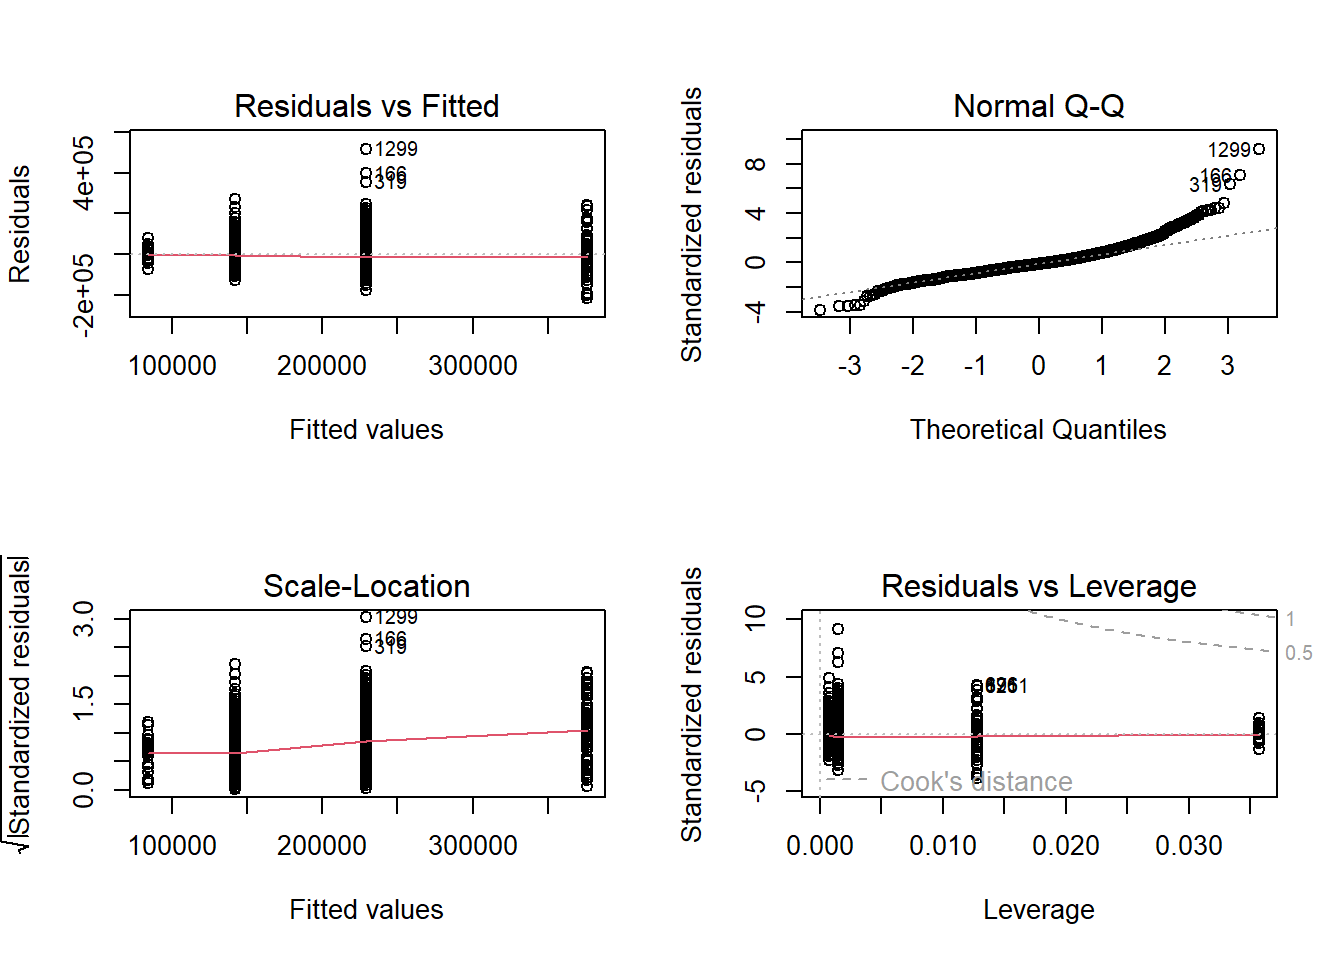 Residuals vs Fitted
Residuals
4e+05
-2e+05
1299
166
319
100000 200000 300000
Fitted values
Normal Q-Q
Standardized residuals
8
4
0
-4
1299
166
319
-3 -2 -1 0 1 2 3
Theoretical Quantiles
Scale-Location
√|Standardized residuals|
3.0
1.5
0.0
1299
166
319
100000 200000 300000
Fitted values
Residuals vs Leverage
Standardized residuals
10
5
0
-5
1
0.5
Cook's distance
0.000 0.010 0.020 0.030
Leverage